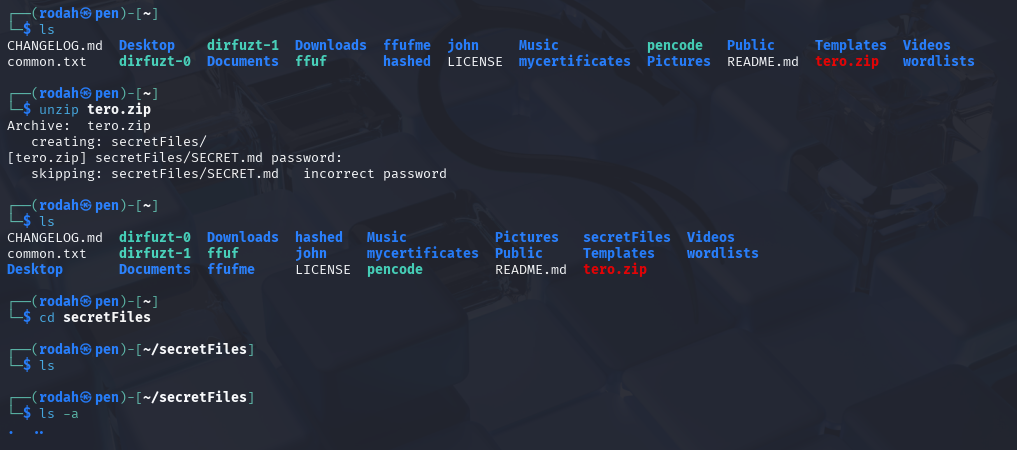 ┌──(rodah㉿pen)-[~]
└─$ ls
CHANGELOG.md  Desktop    dirfuzt-1  Downloads  ffufme  john     Music           pencode   Public     Templates  Videos
common.txt    dirfuzt-0  Documents  ffuf       hashed  LICENSE  mycertificates  Pictures  README.md  tero.zip   wordlists
┌──(rodah㉿pen)-[~]
└─$ unzip tero.zip
Archive:  tero.zip
   creating: secretFiles/
[tero.zip] secretFiles/SECRET.md password:
   skipping: secretFiles/SECRET.md   incorrect password
┌──(rodah㉿pen)-[~]
└─$ ls
CHANGELOG.md  dirfuzt-0  Downloads  hashed   Music           Pictures   secretFiles  Videos
common.txt    dirfuzt-1  ffuf       john     mycertificates  Public     Templates    wordlists
Desktop       Documents  ffufme     LICENSE  pencode         README.md  tero.zip
┌──(rodah㉿pen)-[~]
└─$ cd secretFiles
┌──(rodah㉿pen)-[~/secretFiles]
└─$ ls
┌──(rodah㉿pen)-[~/secretFiles]
└─$ ls -a
.  ..